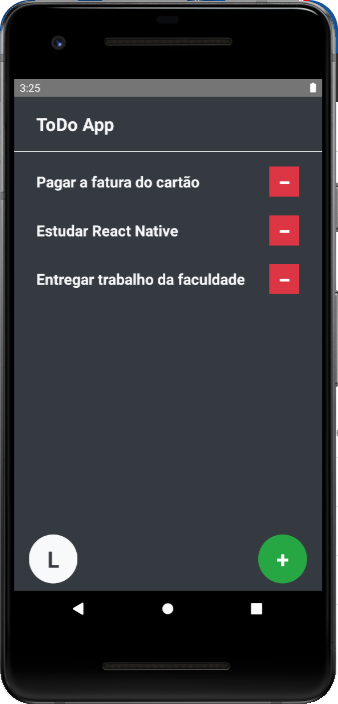 3:25
ToDo App
Pagar a fatura do cartão
−
Estudar React Native
−
Entregar trabalho da faculdade
−
L
+